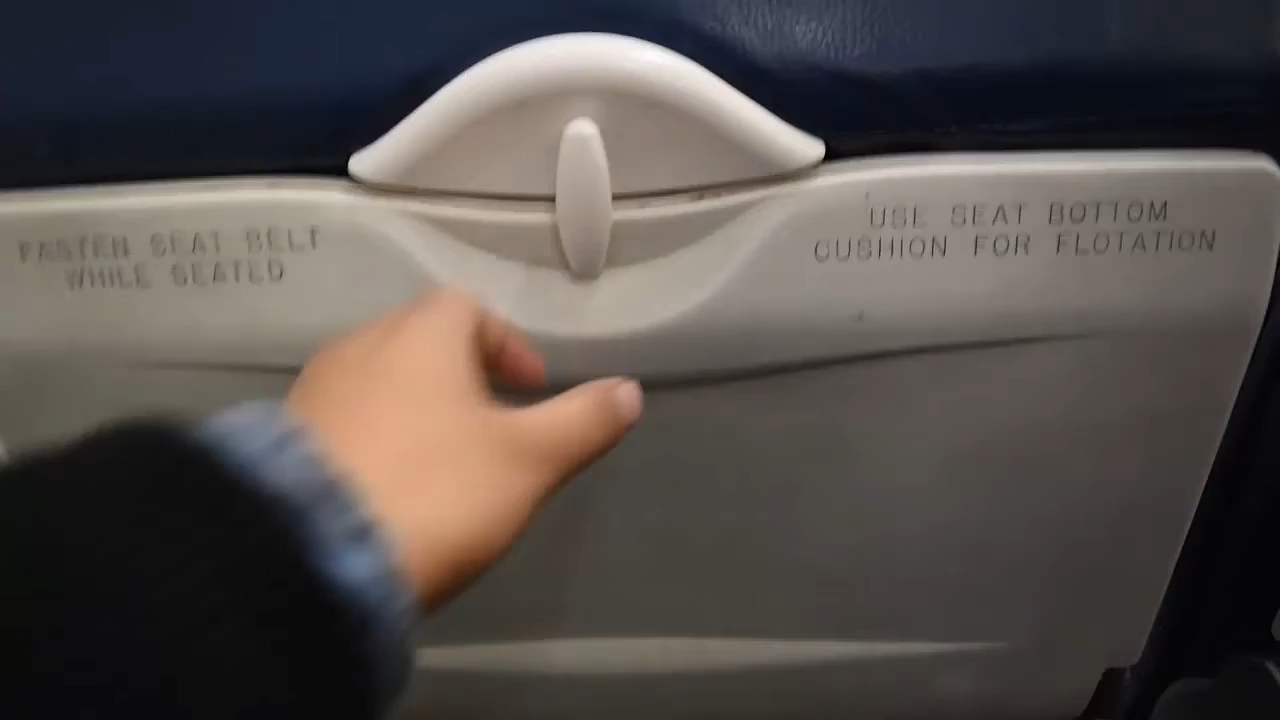 FASTEN SEAT BELT
WHILE SEATED
USE SEAT BOTTOM
CUSHION FOR FLOTATION